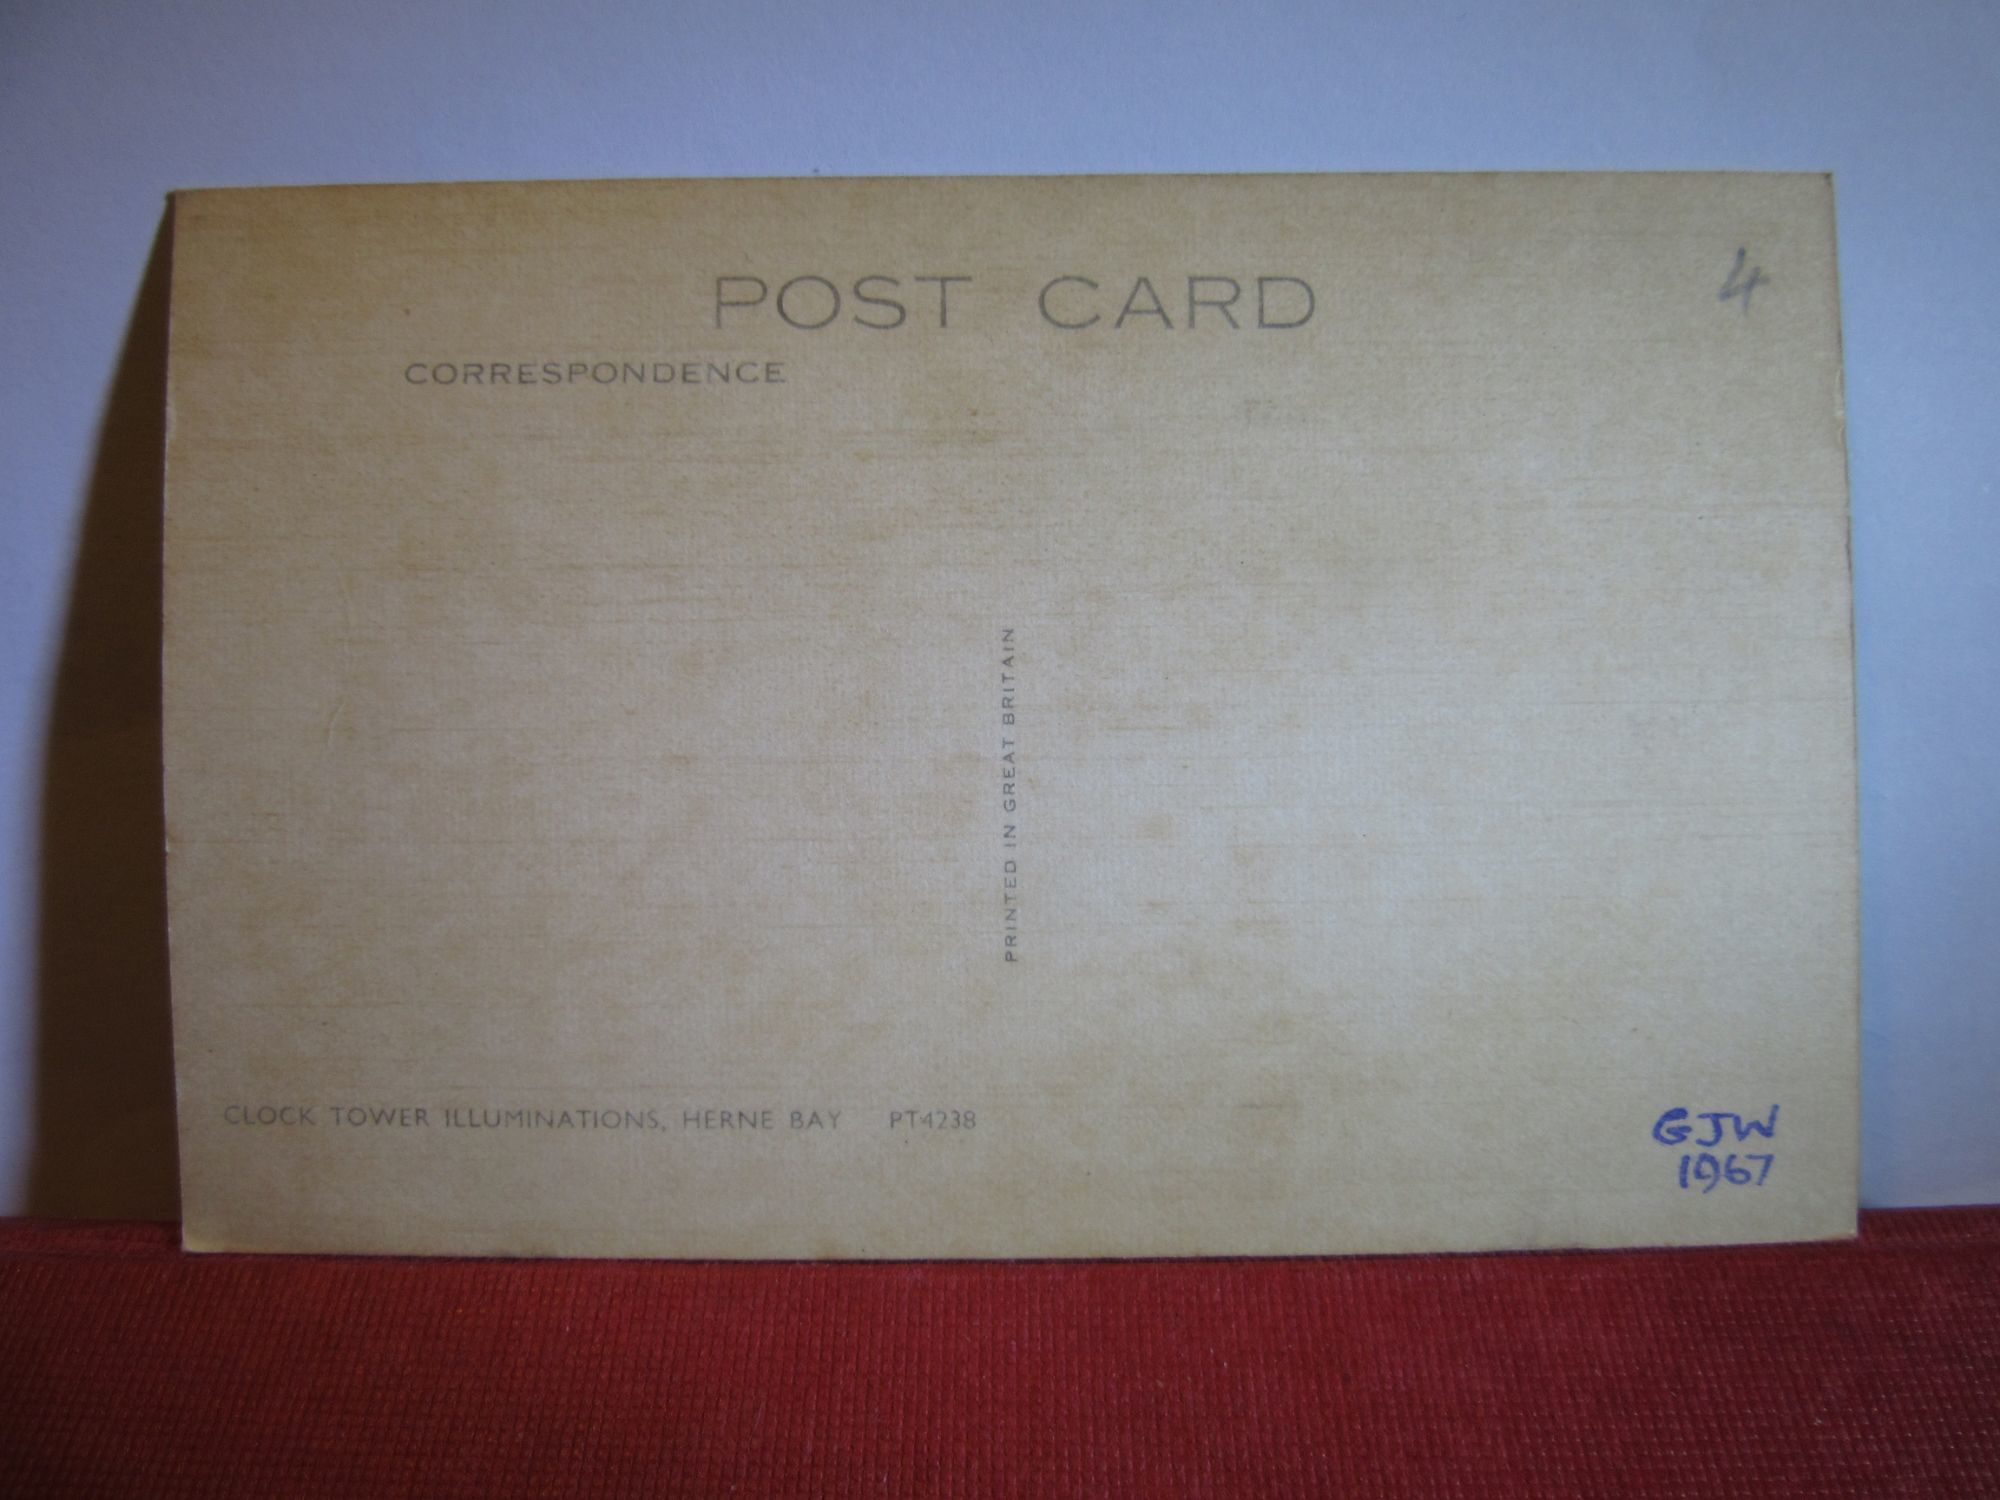 POST CARD
4
CORRESPONDENCE
PRINTED IN GREAT BRITAIN
CLOCK TOWER ILLUMINATIONS, HERNE BAY PT4238
GJW
1967